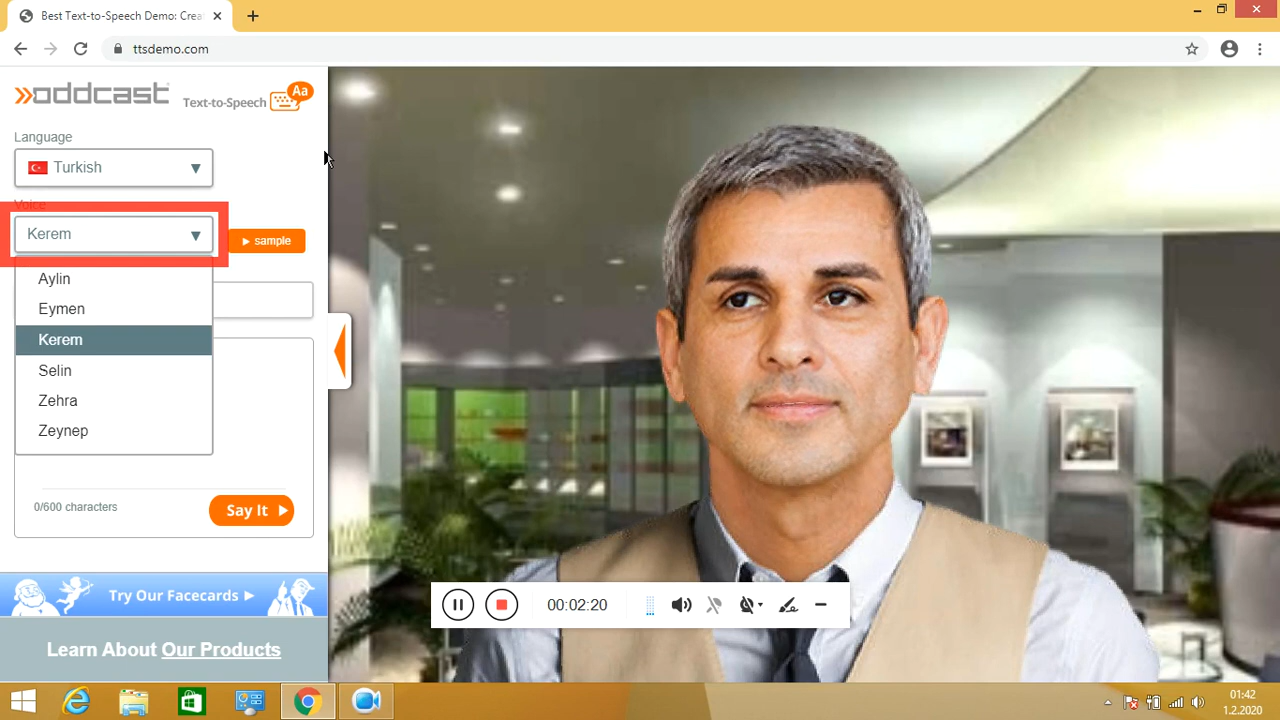 Best Text-to-Speech Demo: Crea
ttsdemo.com
oddcast
Text-to-Speech
Aa
Language
Turkish
Voice
Kerem
sample
Aylin
Eymen
Kerem
Selin
Zehra
Zeynep
0/600 characters
Say It
Try Our Facecards
Learn About Our Products
00:02:20
01:42
1.2.2020